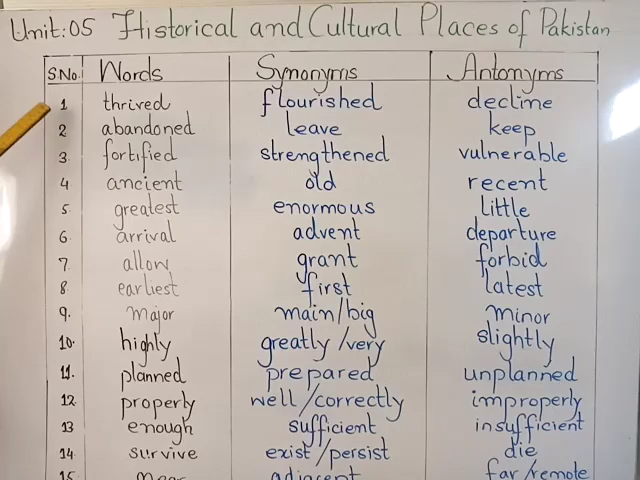 Unit:05 Historical and Cultural Places of Pakistan
S.No. Words Synonyms Antonyms
1 thrived flourished decline
2 abandoned leave keep
3. fortified strengthened vulnerable
4 ancient old recent
5. greatest enormous little
6. arrival advent departure
7. allow grant forbid
8 earliest first latest
9. major main/big minor
10. highly greatly/very slightly
11. planned prepared unplanned
12. properly well/correctly improperly
13 enough sufficient insufficient
14 survive exist/persist die
15. near adjacent far/remote